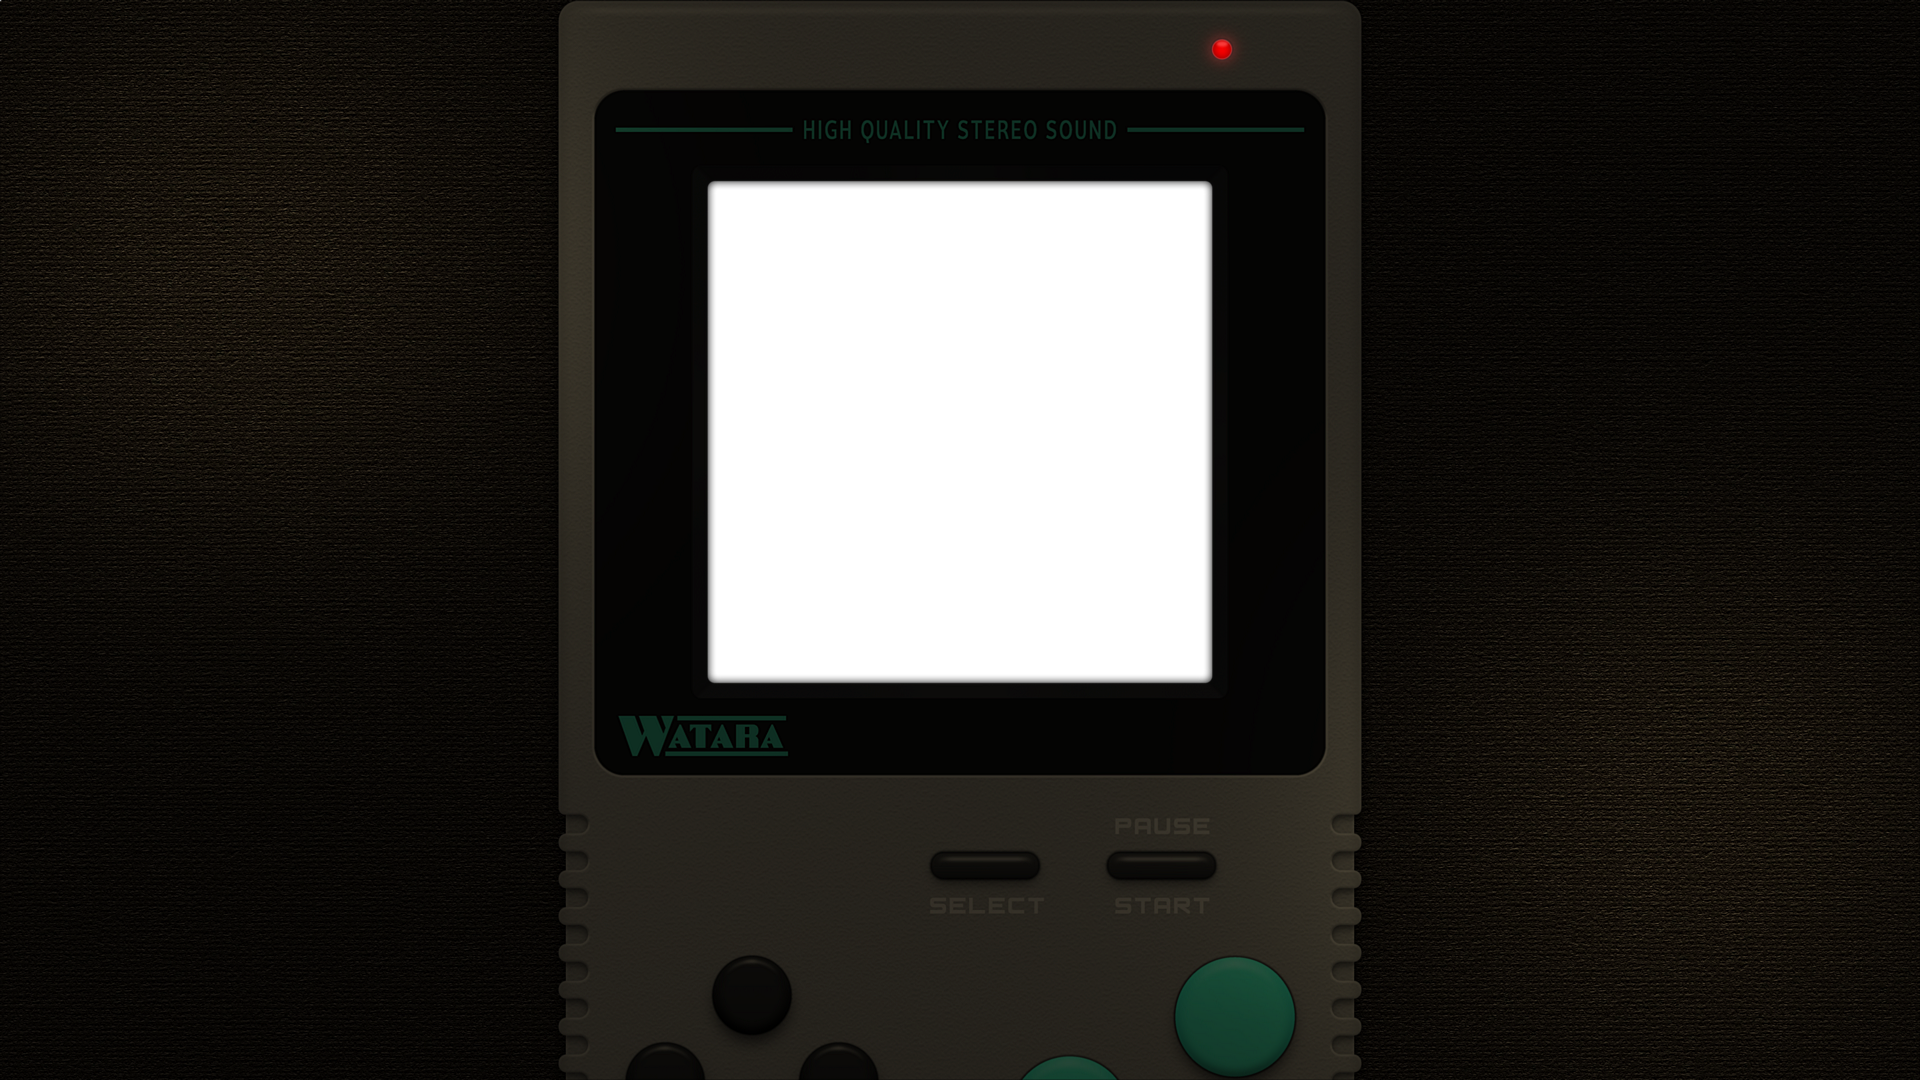 HIGH QUALITY STEREO SOUND
WATARA
PAUSE
SELECT
START